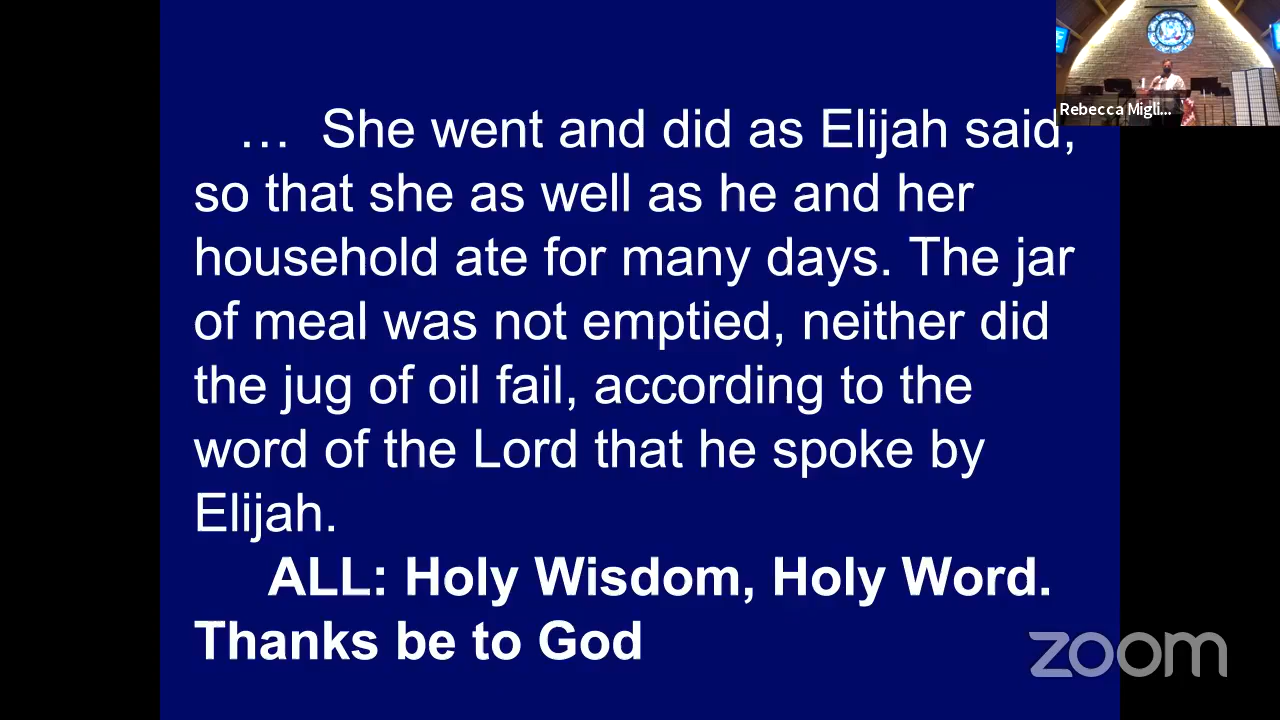 … She went and did as Elijah said,
so that she as well as he and her
household ate for many days. The jar
of meal was not emptied, neither did
the jug of oil fail, according to the
word of the Lord that he spoke by
Elijah.
ALL: Holy Wisdom, Holy Word.
Thanks be to God
Rebecca Migli...
zoom